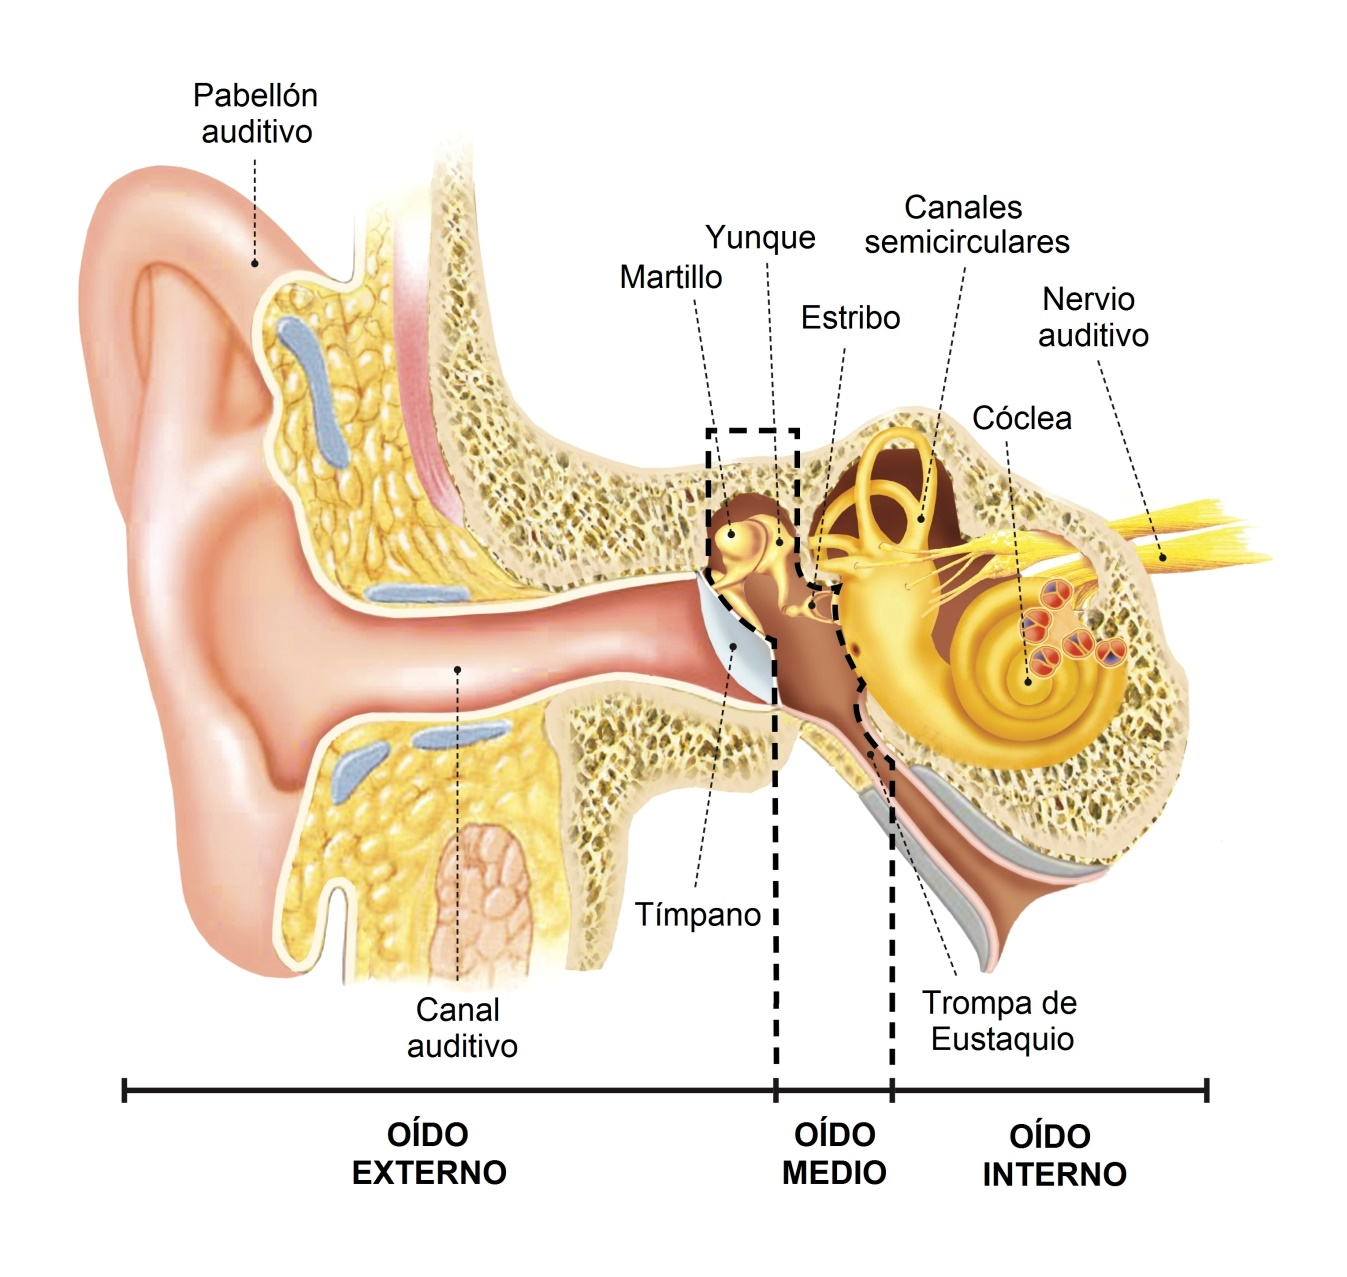 Pabellón
auditivo
Canales
semicirculares
Yunque
Martillo
Estribo
Nervio
auditivo
Cóclea
Tímpano
Canal
auditivo
Trompa de
Eustaquio
OÍDO
EXTERNO
OÍDO
MEDIO
OÍDO
INTERNO